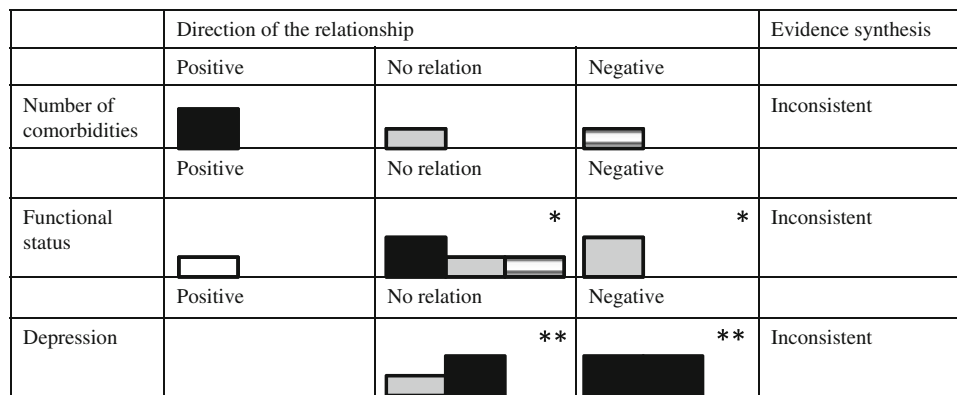 Direction of the relationship Evidence synthesis
Positive No relation Negative
Number of comorbidities Inconsistent
Positive No relation Negative
Functional status * * Inconsistent
Positive No relation Negative
Depression ** ** Inconsistent